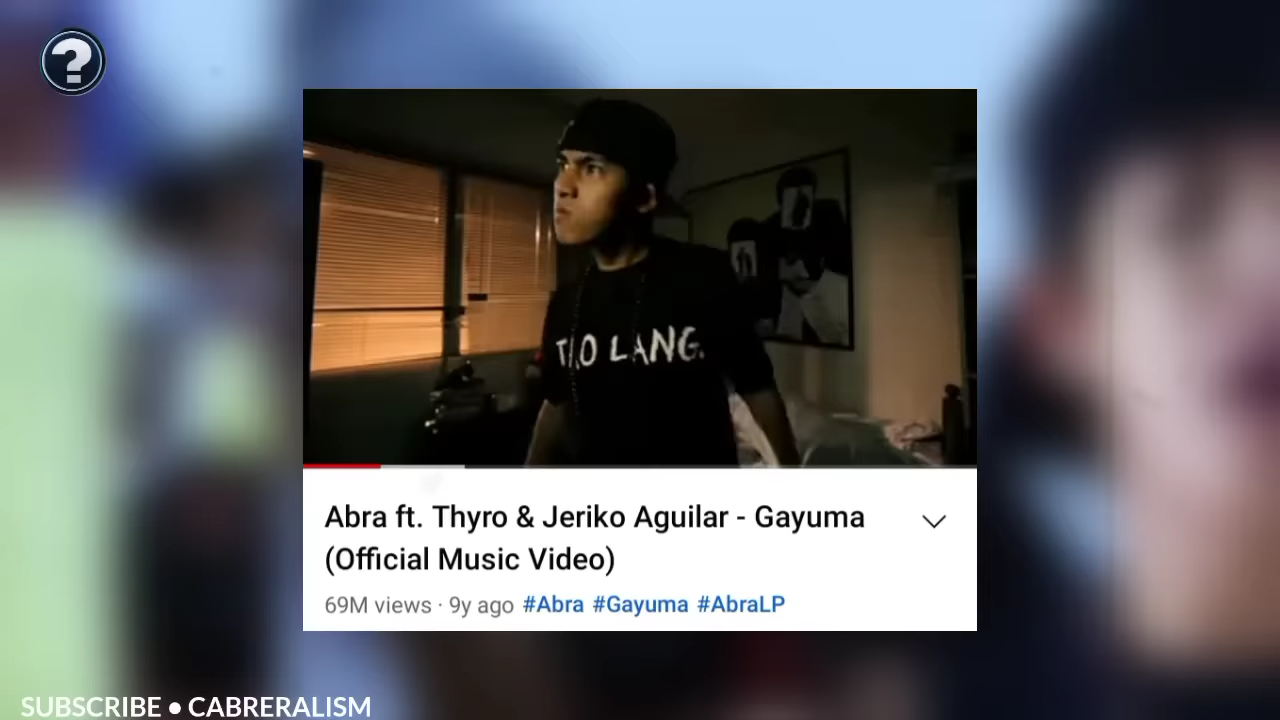 ?
TAO LANG.
Abra ft. Thyro & Jeriko Aguilar - Gayuma
(Official Music Video)
69M views · 9y ago #Abra #Gayuma #AbraLP
SUBSCRIBE ● CABRERALISM